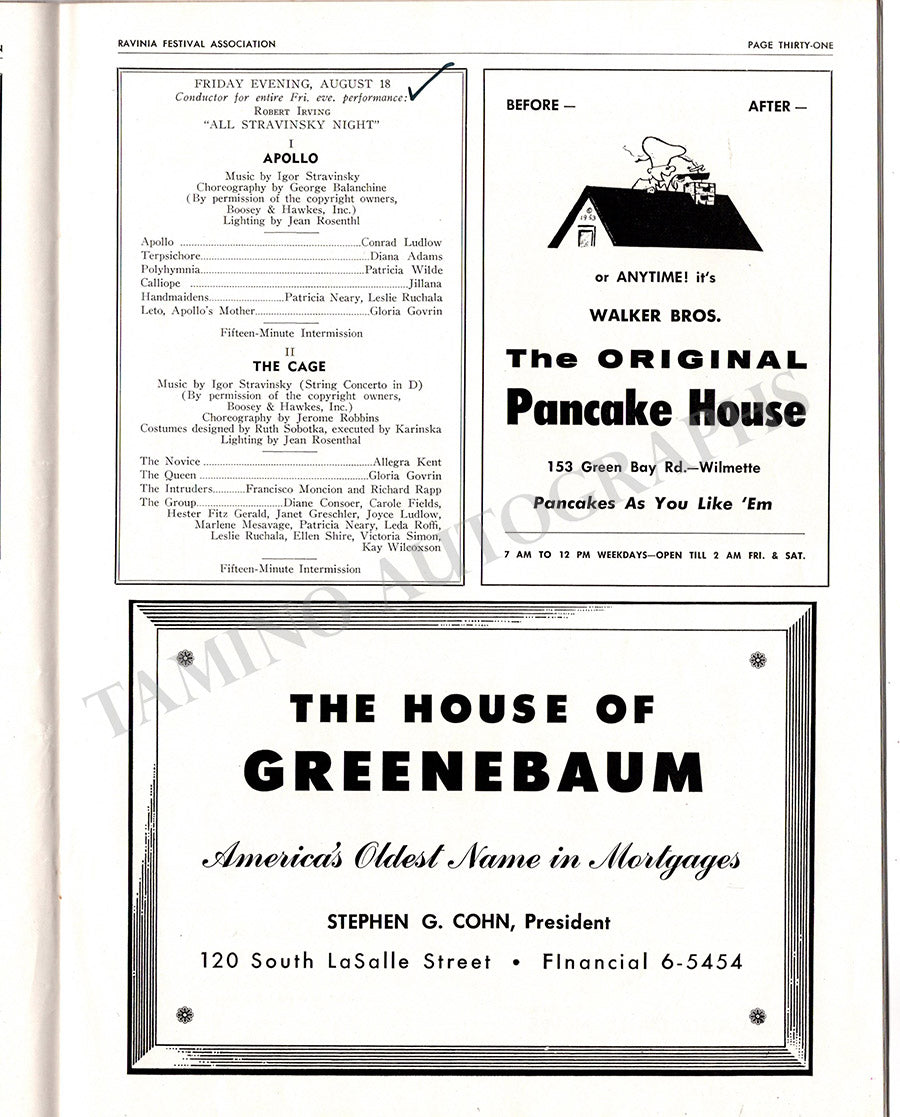 RAVINIA FESTIVAL ASSOCIATION
PAGE THIRTY-ONE
FRIDAY EVENING, AUGUST 18
Conductor for entire Fri. eve. performance:
ROBERT IRVING
"ALL STRAVINSKY NIGHT"
I
APOLLO
Music by Igor Stravinsky
Choreography by George Balanchine
(By permission of the copyright owners,
Boosey & Hawkes, Inc.)
Lighting by Jean Rosenthl
Apollo ........Conrad Ludlow
Terpsichore........Diana Adams
Polyhymnia........Patricia Wilde
Calliope ........Jillana
Handmaidens........Patricia Neary, Leslie Ruchala
Leto, Apollo's Mother........Gloria Govrin
Fifteen-Minute Intermission
II
THE CAGE
Music by Igor Stravinsky (String Concerto in D)
(By permission of the copyright owners,
Boosey & Hawkes, Inc.)
Choreography by Jerome Robbins
Costumes designed by Ruth Sobotka, executed by Karinska
Lighting by Jean Rosenthal
The Novice ........Allegra Kent
The Queen ........Gloria Govrin
The Intruders........Francisco Moncion and Richard Rapp
The Group........Diane Consoer, Carole Fields,
Hester Fitz Gerald, Janet Greschler, Joyce Ludlow,
Marlene Mesavage, Patricia Neary, Leda Roffi,
Leslie Ruchala, Ellen Shire, Victoria Simon,
Kay Wilcoxson
Fifteen-Minute Intermission
BEFORE —
AFTER —
© 1953
or ANYTIME! it's
WALKER BROS.
The ORIGINAL
Pancake House
153 Green Bay Rd.—Wilmette
Pancakes As You Like 'Em
7 AM TO 12 PM WEEKDAYS—OPEN TILL 2 AM FRI. & SAT.
THE HOUSE OF
GREENEBAUM
America's Oldest Name in Mortgages
STEPHEN G. COHN, President
120 South LaSalle Street • FInancial 6-5454
TAMINO AUTOGRAPHS